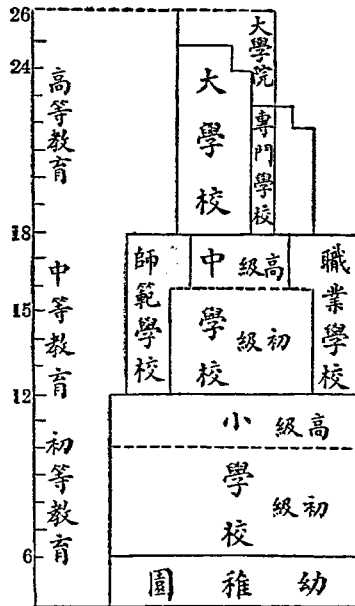 26
24
18
15
12
6
高等教育
中等教育
初等教育
大學院
大學校
專門學校
師範學校
中學校
高級
初級
職業學校
小學校
高級
初級
幼稚園